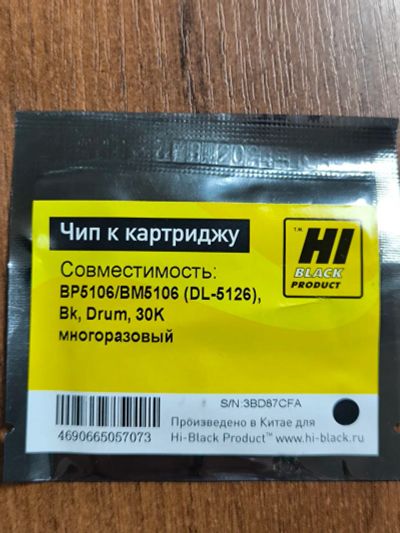 Чип к картриджу
Совместимость:
BP5106/BM5106 (DL-5126),
Bk, Drum, 30K
многоразовый
T.M.
HI
BLACK
PRODUCT
S/N:3BD87CFA
4690665057073
Произведено в Китае для
Hi-Black Product™ www.hi-black.ru